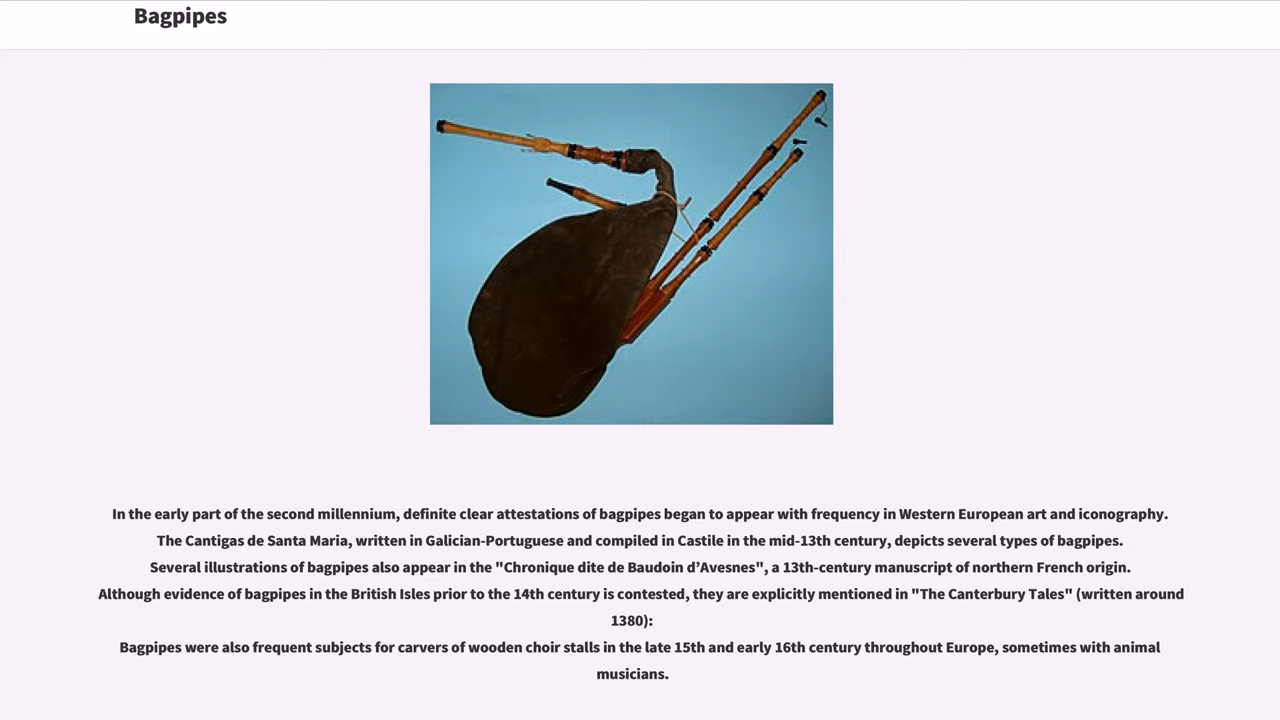 Bagpipes
In the early part of the second millennium, definite clear attestations of bagpipes began to appear with frequency in Western European art and iconography.
The Cantigas de Santa Maria, written in Galician-Portuguese and compiled in Castile in the mid-13th century, depicts several types of bagpipes.
Several illustrations of bagpipes also appear in the "Chronique dite de Baudoin d’Avesnes", a 13th-century manuscript of northern French origin.
Although evidence of bagpipes in the British Isles prior to the 14th century is contested, they are explicitly mentioned in "The Canterbury Tales" (written around
1380):
Bagpipes were also frequent subjects for carvers of wooden choir stalls in the late 15th and early 16th century throughout Europe, sometimes with animal
musicians.